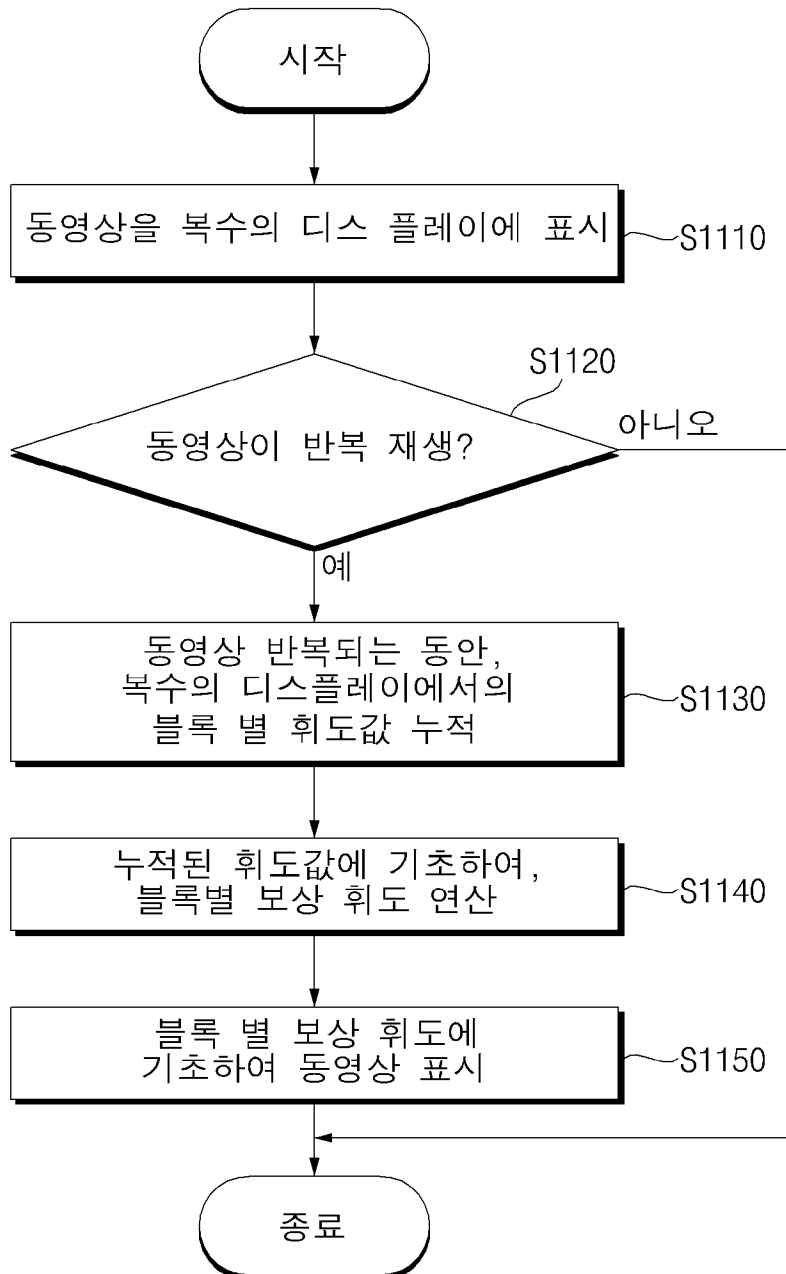 시작
동영상을 복수의 디스 플레이에 표시
S1110
S1120
동영상이 반복 재생?
아니오
예
동영상 반복되는 동안,
복수의 디스플레이에서의
블록 별 휘도값 누적
S1130
누적된 휘도값에 기초하여,
블록별 보상 휘도 연산
S1140
블록 별 보상 휘도에
기초하여 동영상 표시
S1150
종료